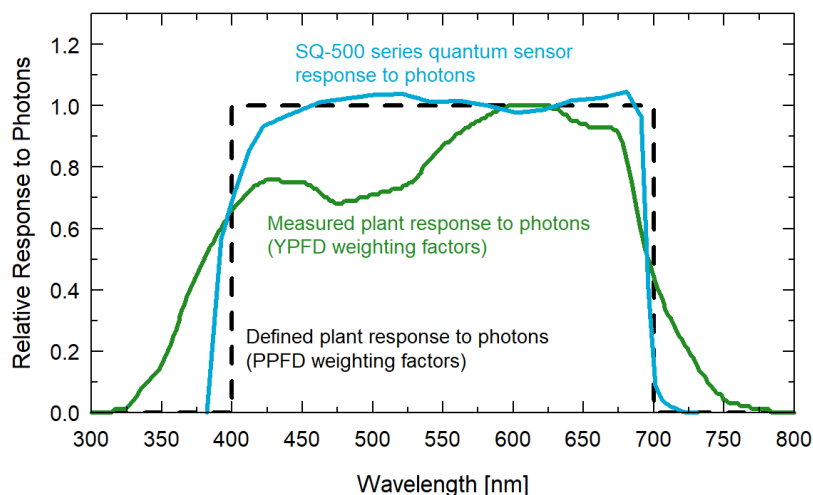 1.2
SQ-500 series quantum sensor
response to photons
1.0
0.8
Measured plant response to photons
(YPFD weighting factors)
0.6
0.4
Defined plant response to photons
(PPFD weighting factors)
0.2
0.0
Relative Response to Photons
300 350 400 450 500 550 600 650 700 750 800
Wavelength [nm]